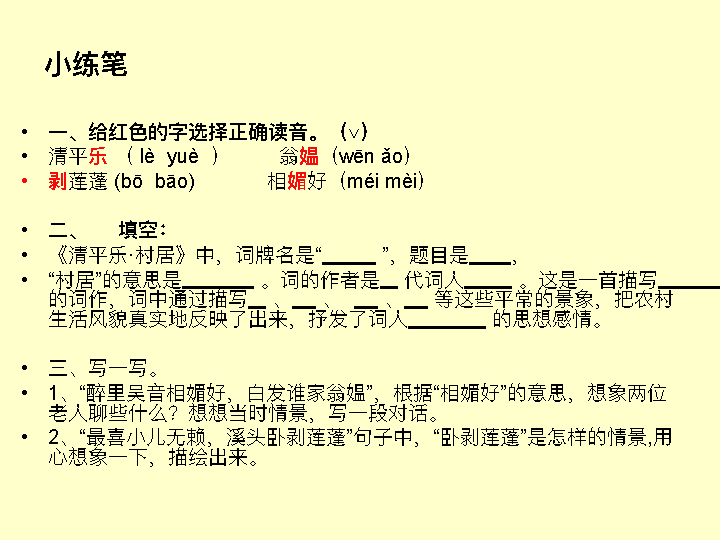 小练笔
• 一、给红色的字选择正确读音。（√）
• 清平乐 （ lè  yuè ） 翁媪（wēn ǎo）
• 剥莲蓬 (bō  bāo) 相媚好（méi mèi）
• 二、 填空：
• 《清平乐·村居》中，词牌名是“_____ ”，题目是____，
• “村居”的意思是_______ 。词的作者是__ 代词人_____ 。这是一首描写______
的词作，词中通过描写__ 、__ 、 __ 、__ 等这些平常的景象，把农村
生活风貌真实地反映了出来，抒发了词人_______ 的思想感情。
• 三、写一写。
• 1、“醉里吴音相媚好，白发谁家翁媪”，根据“相媚好”的意思，想象两位
老人聊些什么？想想当时情景，写一段对话。
• 2、“最喜小儿无赖，溪头卧剥莲蓬”句子中，“卧剥莲蓬”是怎样的情景,用
心想象一下，描绘出来。